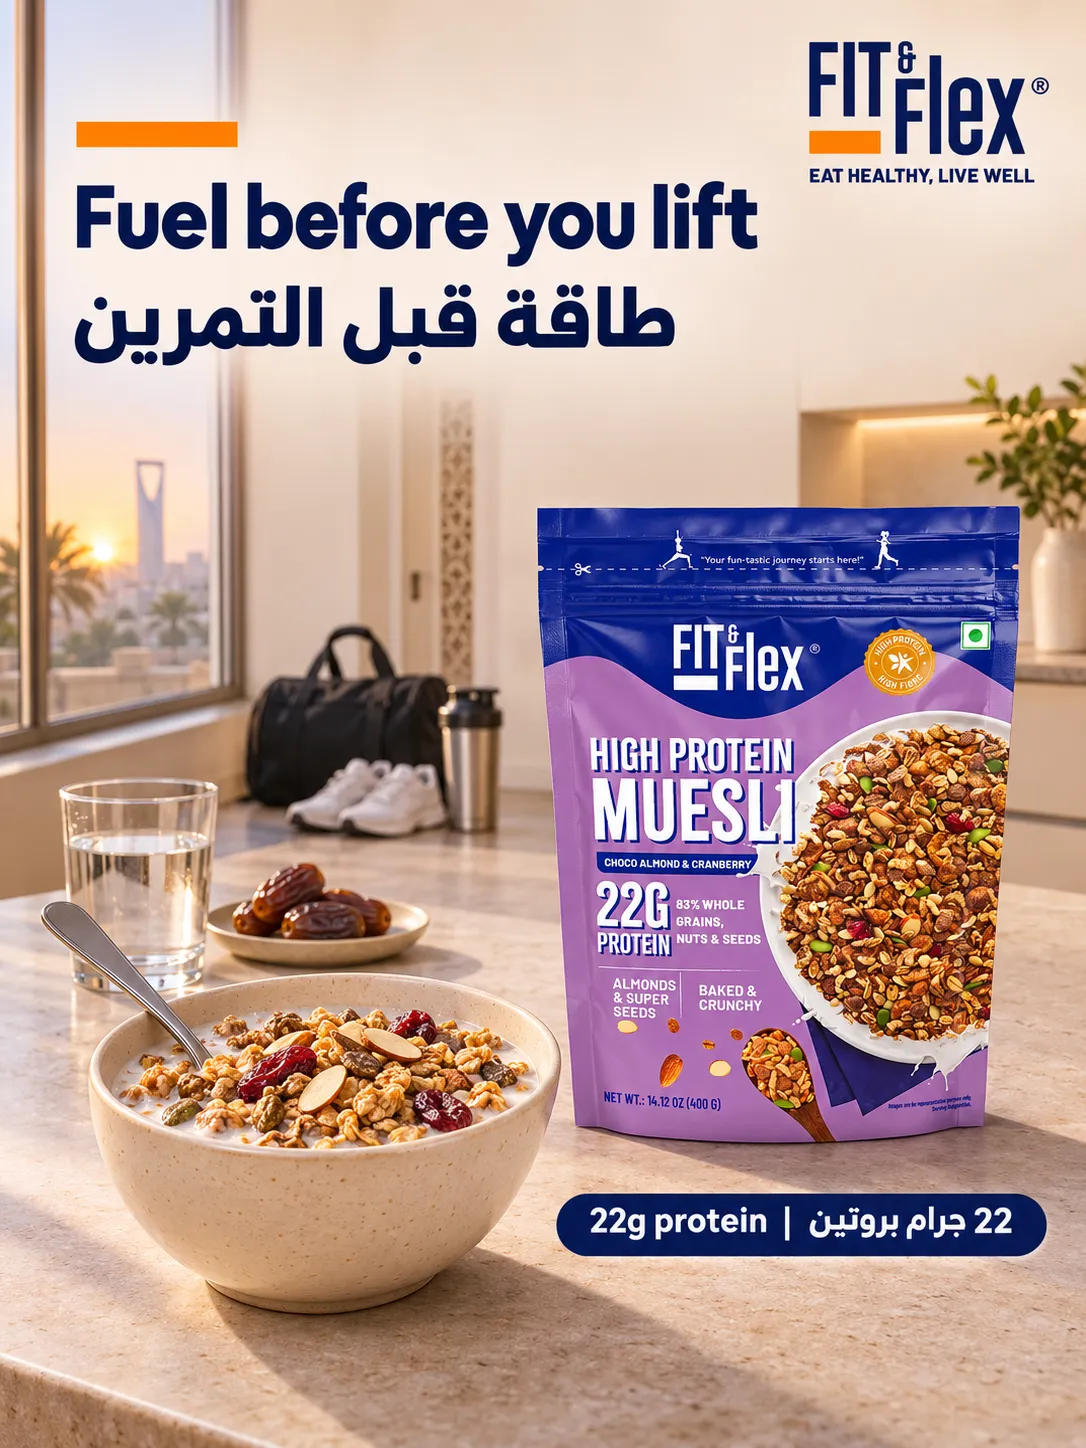 FIT & Flex ®
EAT HEALTHY, LIVE WELL
Fuel before you lift
طاقة قبل التمرين
"Your fun-tastic journey starts here!"
FIT & Flex ®
HIGH PROTEIN
HIGH FIBRE
HIGH PROTEIN
MUESLI
CHOCO ALMOND & CRANBERRY
22G
PROTEIN
83% WHOLE
GRAINS,
NUTS & SEEDS
ALMONDS
& SUPER
SEEDS
BAKED &
CRUNCHY
NET WT.: 14.12 OZ (400 G)
22g protein | 22 جرام بروتين